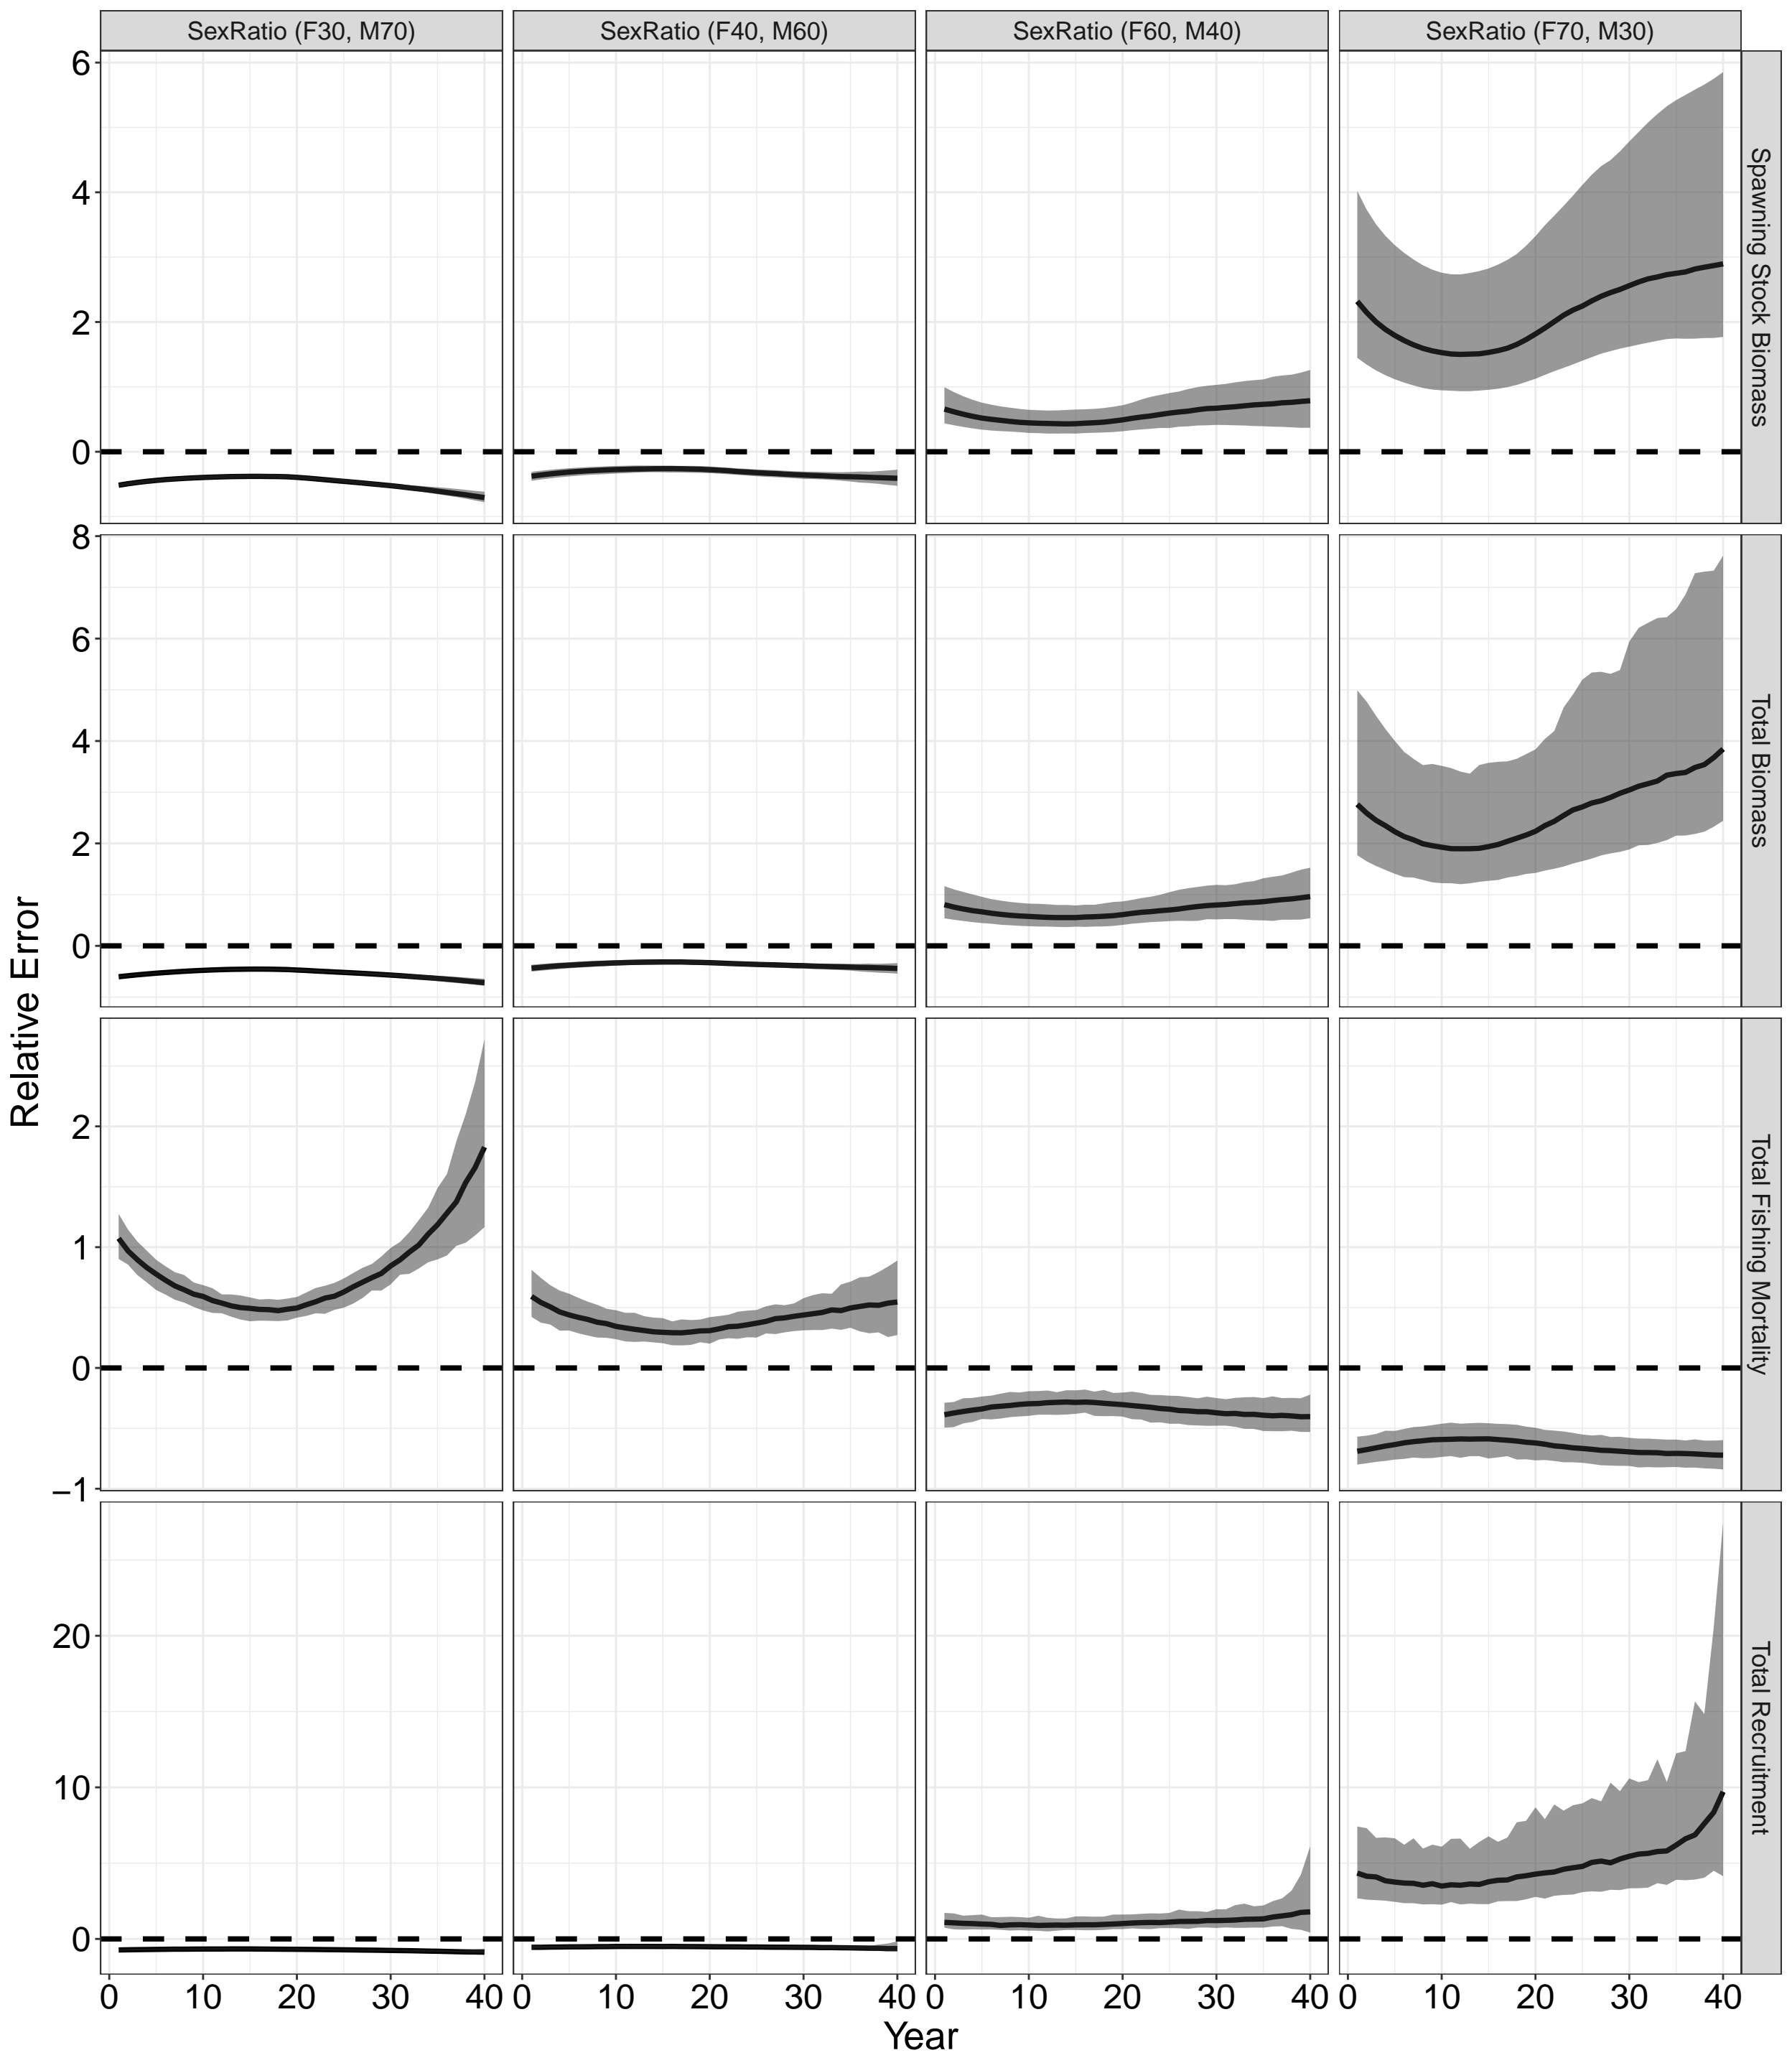 SexRatio (F30, M70) SexRatio (F40, M60) SexRatio (F60, M40) SexRatio (F70, M30)
6
4
2
0
Spawning Stock Biomass
8
6
4
2
0
Total Biomass
Relative Error
2
1
0
−1
Total Fishing Mortality
20
10
0
Total Recruitment
0 10 20 30 40 0 10 20 30 40 0 10 20 30 40 0 10 20 30 40
Year